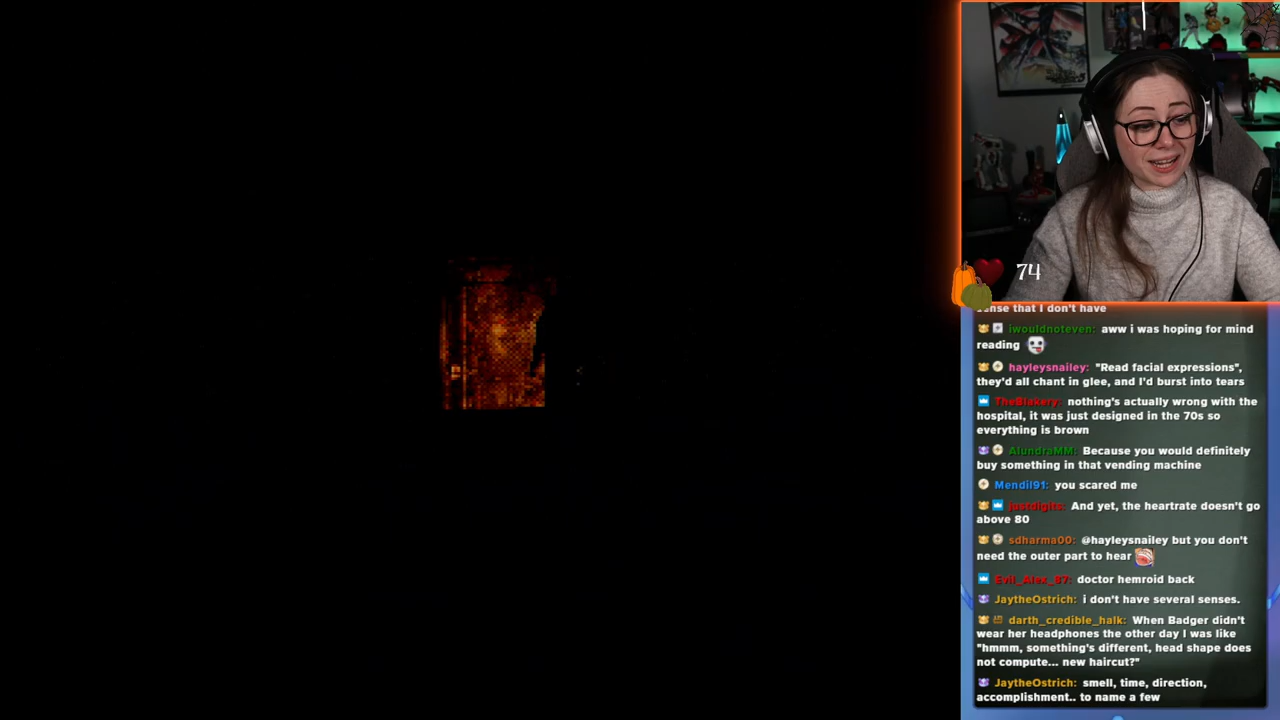 74
sense that I don't have
iwouldnoteven: aww i was hoping for mind
reading
hayleysnailey: "Read facial expressions",
they'd all chant in glee, and I'd burst into tears
TheBlakery: nothing's actually wrong with the
hospital, it was just designed in the 70s so
everything is brown
AlundraMM: Because you would definitely
buy something in that vending machine
Mendil91: you scared me
justdigits: And yet, the heartrate doesn't go
above 80
sdharma00: @hayleysnailey but you don't
need the outer part to hear
Evil_Alex_87: doctor hemroid back
JaytheOstrich: i don't have several senses.
darth_credible_halk: When Badger didn't
wear her headphones the other day I was like
"hmmm, something's different, head shape does
not compute... new haircut?"
JaytheOstrich: smell, time, direction,
accomplishment.. to name a few